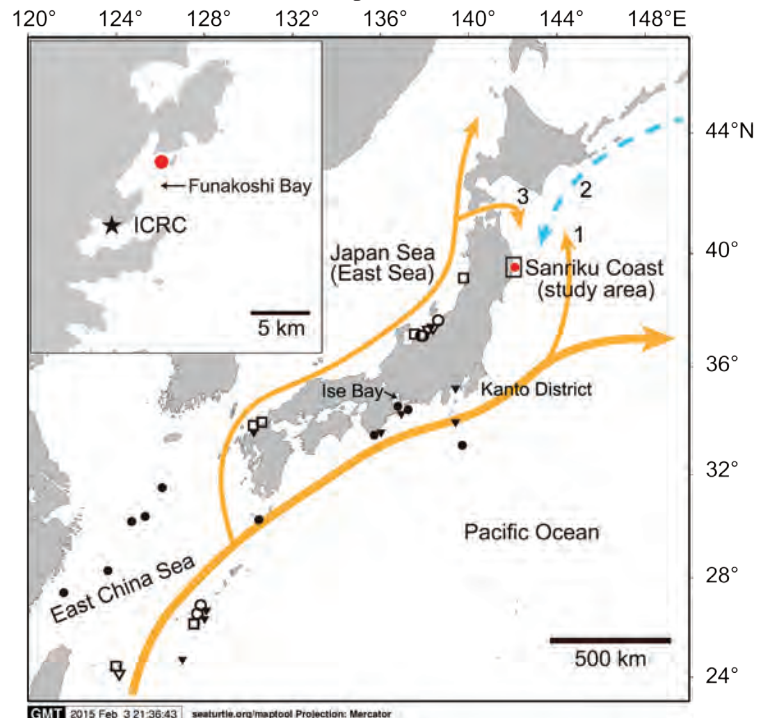 120° 124° 128° 132° 136° 140° 144° 148°E
44°N
40°
36°
32°
28°
24°
Funakoshi Bay
ICRC
5 km
Japan Sea
(East Sea)
3
2
1
Sanriku Coast
(study area)
Ise Bay
Kanto District
East China Sea
Pacific Ocean
500 km
GMT 2015 Feb 3 21:36:43 seaturtle.org/maptool Projection: Mercator